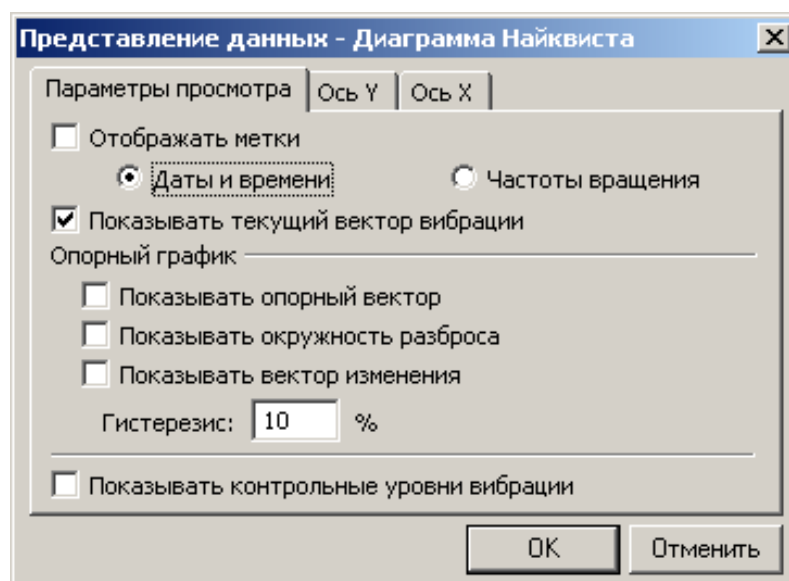 Представление данных - Диаграмма Найквиста
Параметры просмотра Ось Y Ось X
Отображать метки
Даты и времени Частоты вращения
Показывать текущий вектор вибрации
Опорный график
Показывать опорный вектор
Показывать окружность разброса
Показывать вектор изменения
Гистерезис: 10 %
Показывать контрольные уровни вибрации
OK Отменить